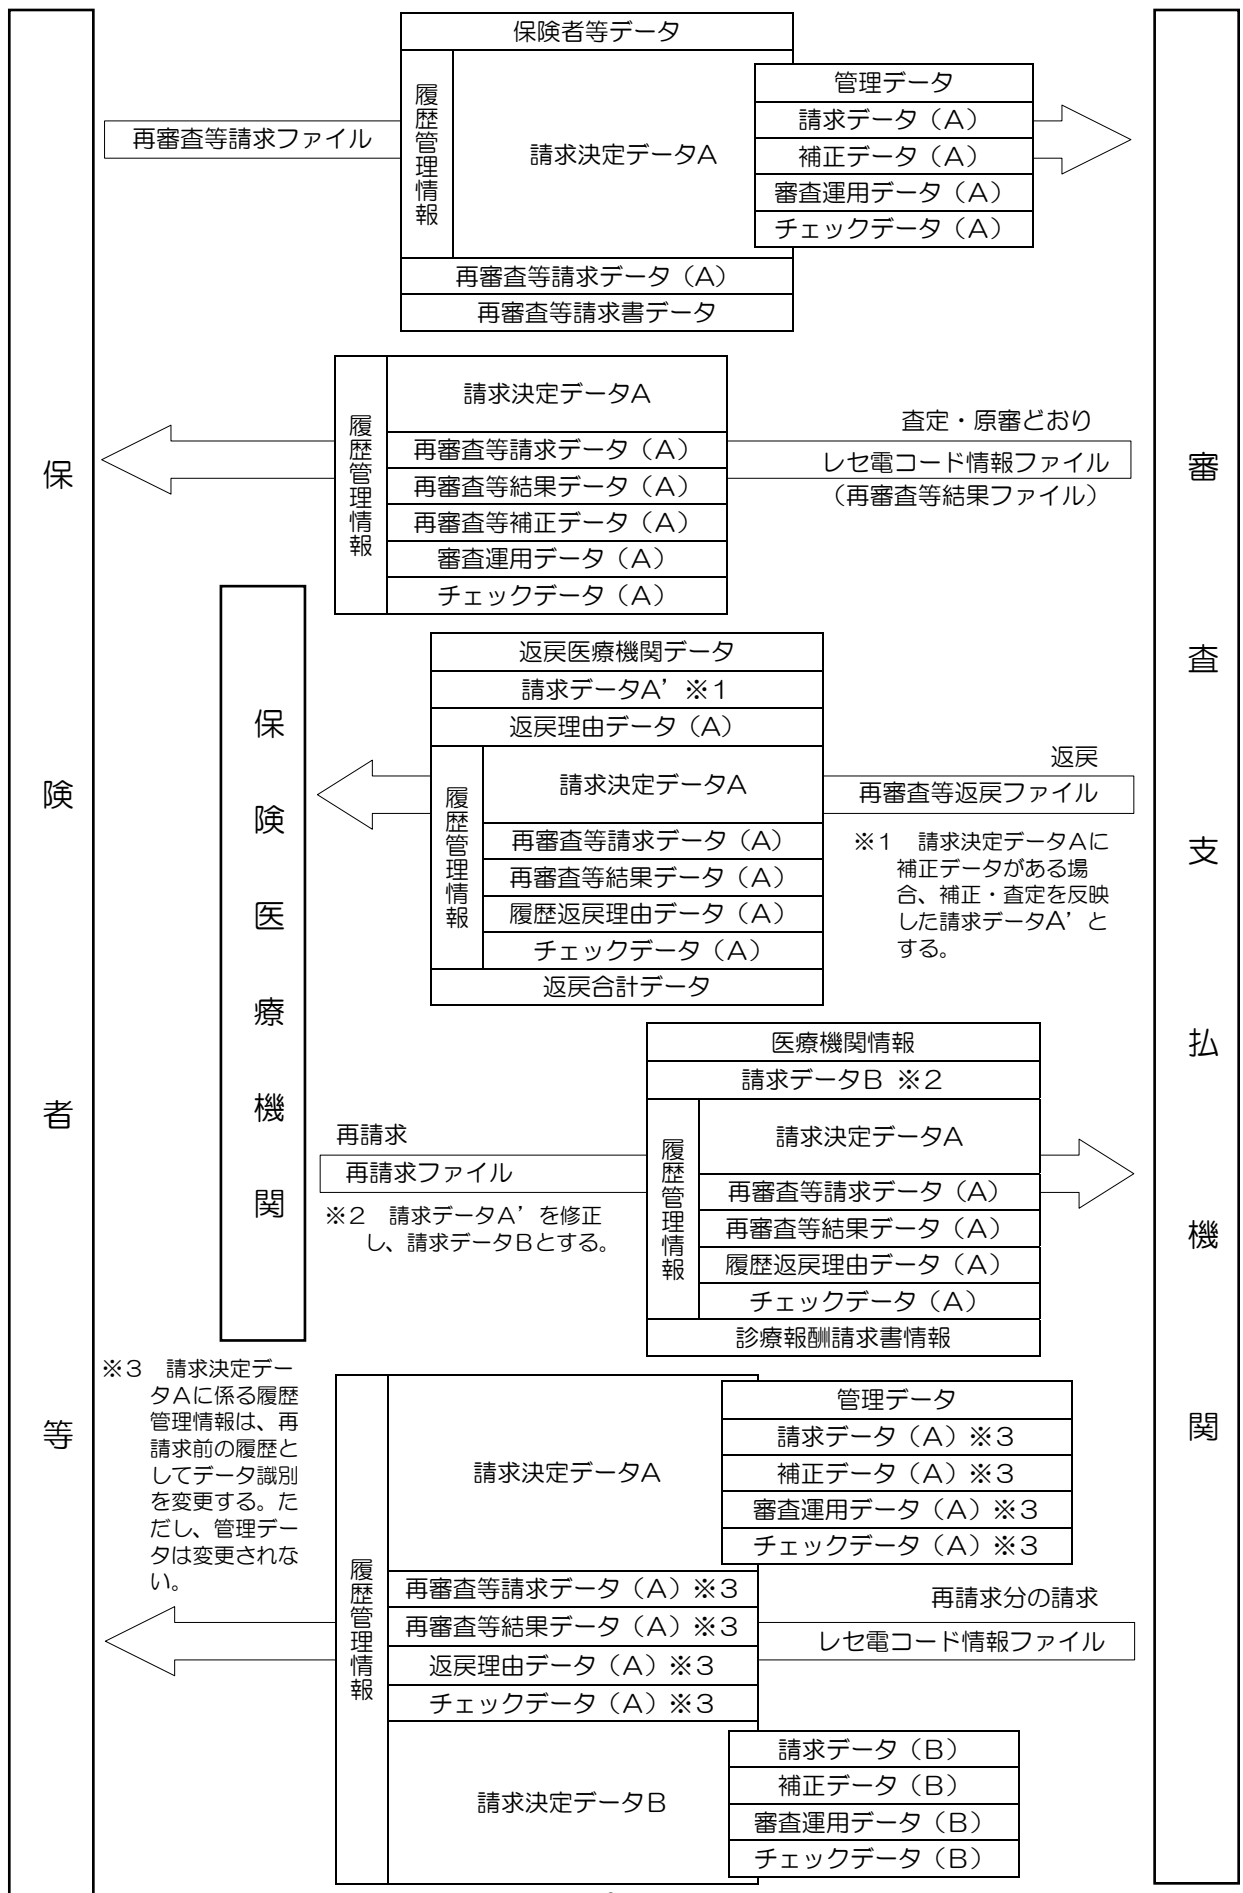 保険者等
審査支払機関
保険医療機関
保険者等データ
履歴管理情報
請求決定データA
管理データ
請求データ（A）
補正データ（A）
審査運用データ（A）
チェックデータ（A）
再審査等請求データ（A）
再審査等請求書データ
再審査等請求ファイル
履歴管理情報
請求決定データA
再審査等請求データ（A）
再審査等結果データ（A）
再審査等補正データ（A）
審査運用データ（A）
チェックデータ（A）
査定・原審どおり
レセ電コード情報ファイル
（再審査等結果ファイル）
返戻医療機関データ
請求データA’ ※1
返戻理由データ（A）
履歴管理情報
請求決定データA
再審査等請求データ（A）
再審査等結果データ（A）
履歴返戻理由データ（A）
チェックデータ（A）
返戻合計データ
返戻
再審査等返戻ファイル
※1　請求決定データAに
補正データがある場
合、補正・査定を反映
した請求データA’と
する。
医療機関情報
請求データB ※2
履歴管理情報
請求決定データA
再審査等請求データ（A）
再審査等結果データ（A）
履歴返戻理由データ（A）
チェックデータ（A）
診療報酬請求書情報
再請求
再請求ファイル
※2　請求データA’を修正
し、請求データBとする。
※3　請求決定デー
タAに係る履歴
管理情報は、再
請求前の履歴と
してデータ識別
を変更する。た
だし、管理デー
タは変更されな
い。
履歴管理情報
請求決定データA
管理データ
請求データ（A）※3
補正データ（A）※3
審査運用データ（A）※3
チェックデータ（A）※3
再審査等請求データ（A）※3
再審査等結果データ（A）※3
返戻理由データ（A）※3
チェックデータ（A）※3
再請求分の請求
レセ電コード情報ファイル
請求決定データB
請求データ（B）
補正データ（B）
審査運用データ（B）
チェックデータ（B）